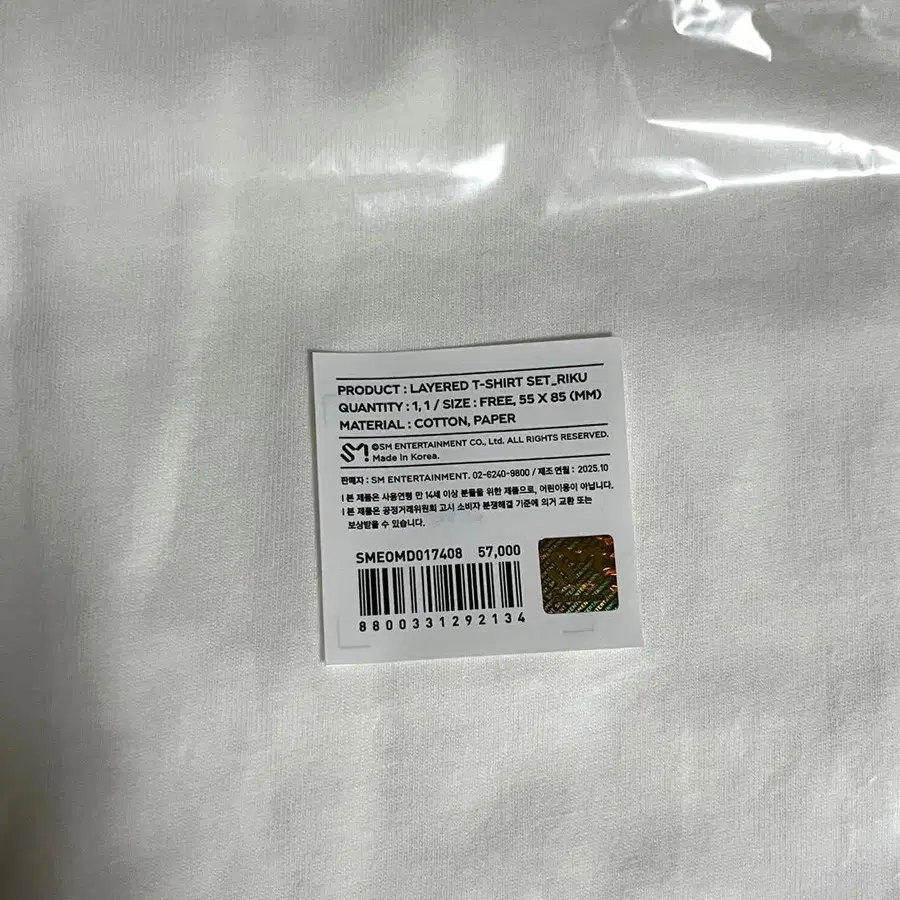 PRODUCT : LAYERED T-SHIRT SET_RIKU
QUANTITY : 1, 1 / SIZE : FREE, 55 X 85 (MM)
MATERIAL : COTTON, PAPER
SM ©SM ENTERTAINMENT CO., Ltd. ALL RIGHTS RESERVED.
Made in Korea.
판매자 : SM ENTERTAINMENT. 02-6240-9800 / 제조 연월 : 2025.10
l 본 제품은 사용연령 만 14세 이상 분들을 위한 제품으로, 어린이용이 아닙니다.
l 본 제품은 공정거래위원회 고시 소비자 분쟁해결 기준에 의거 교환 또는
보상받을 수 있습니다.
SMEOMD017408 57,000
8800331292134